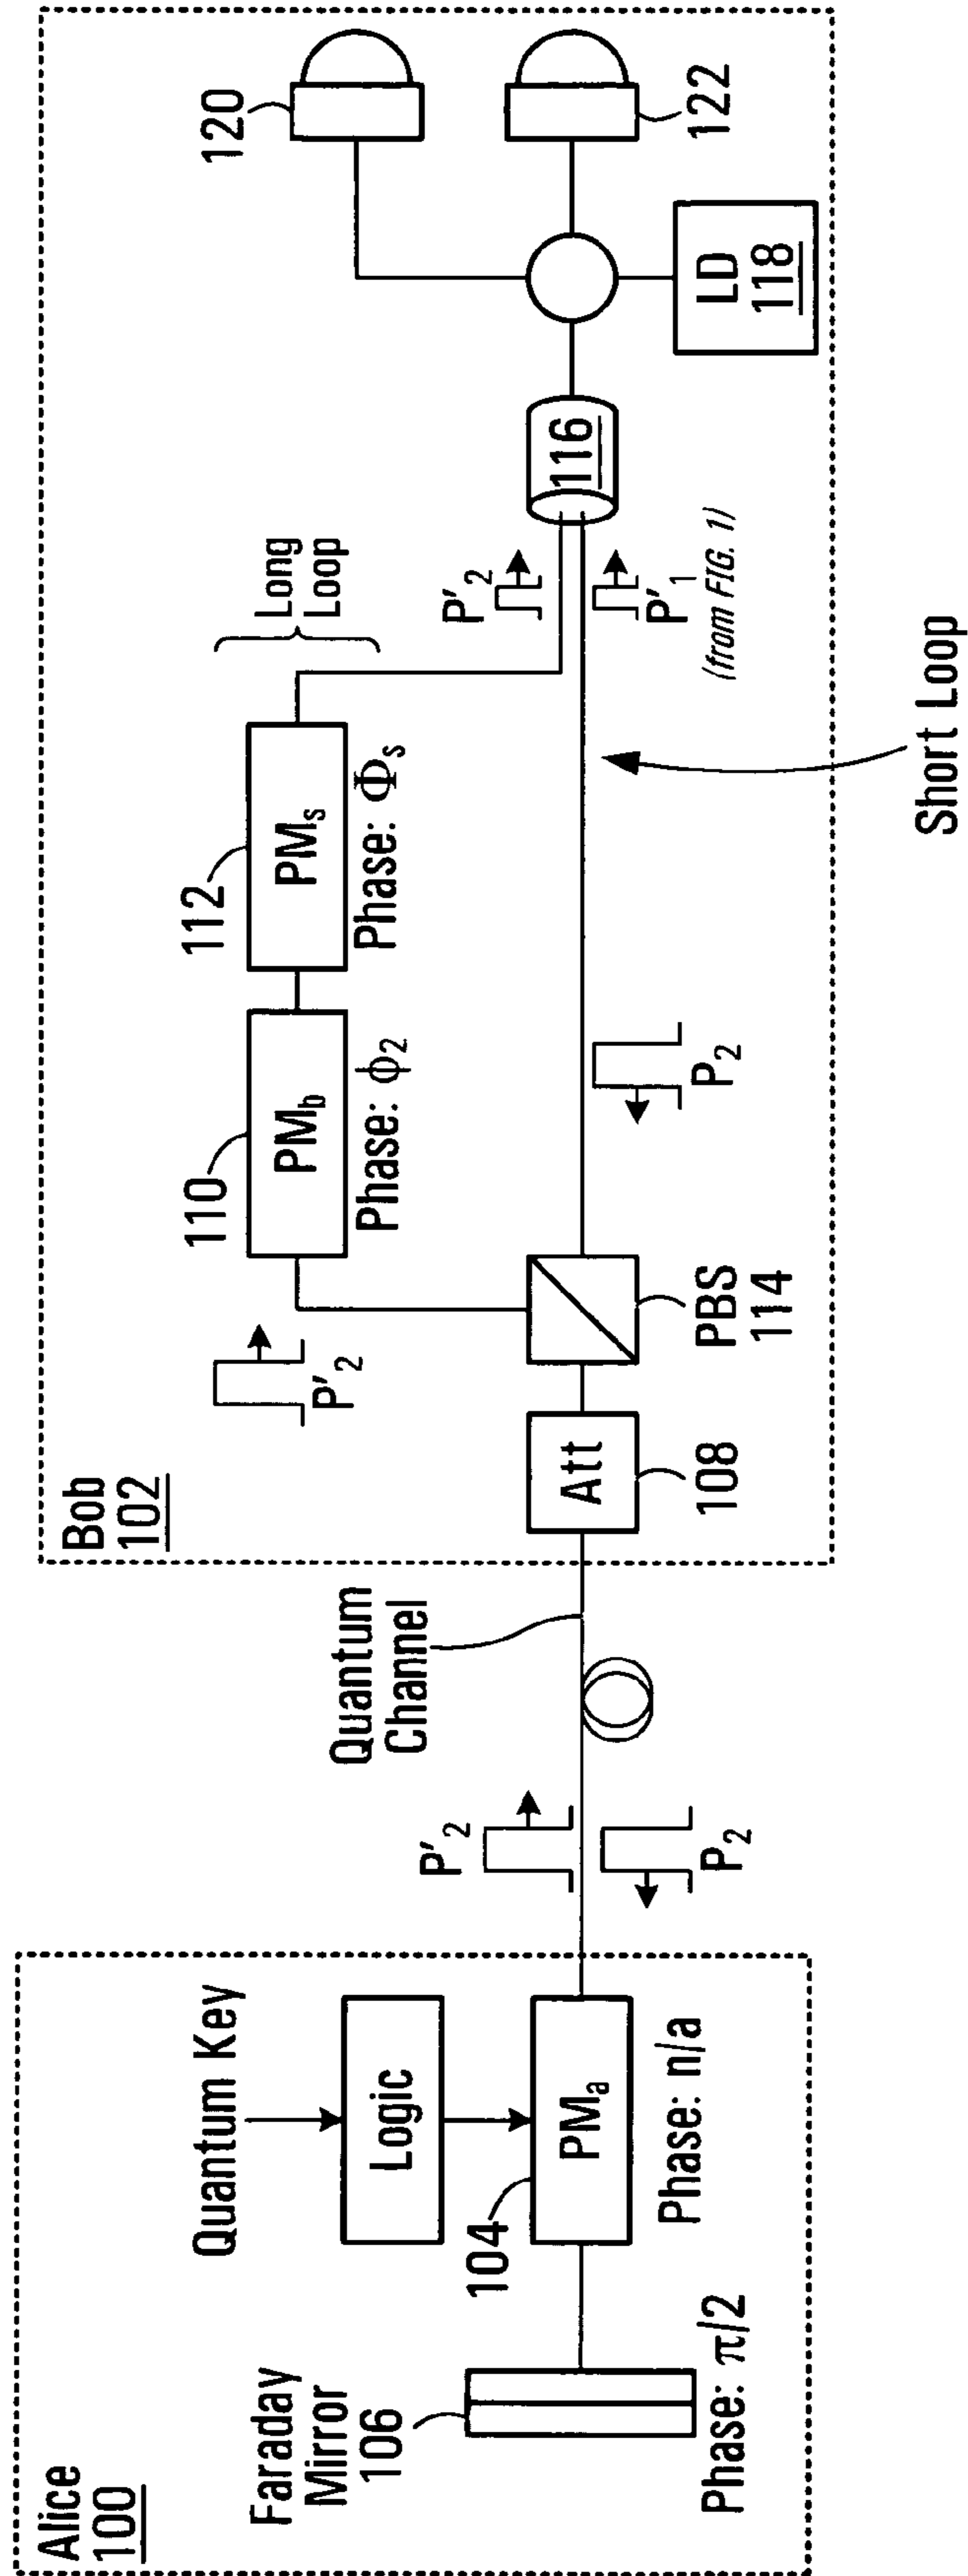 Alice
100
Faraday
Mirror
106
Phase: π/2
Quantum Key
Logic
104
PMa
Phase: n/a
P'2
P2
Quantum
Channel
Bob
102
Att
108
PBS
114
P'2
110
PMb
Phase: ϕ2
112
PMs
Phase: Φs
P2
Long
Loop
P'2
P'1
(from FIG. 1)
Short Loop
116
LD
118
120
122